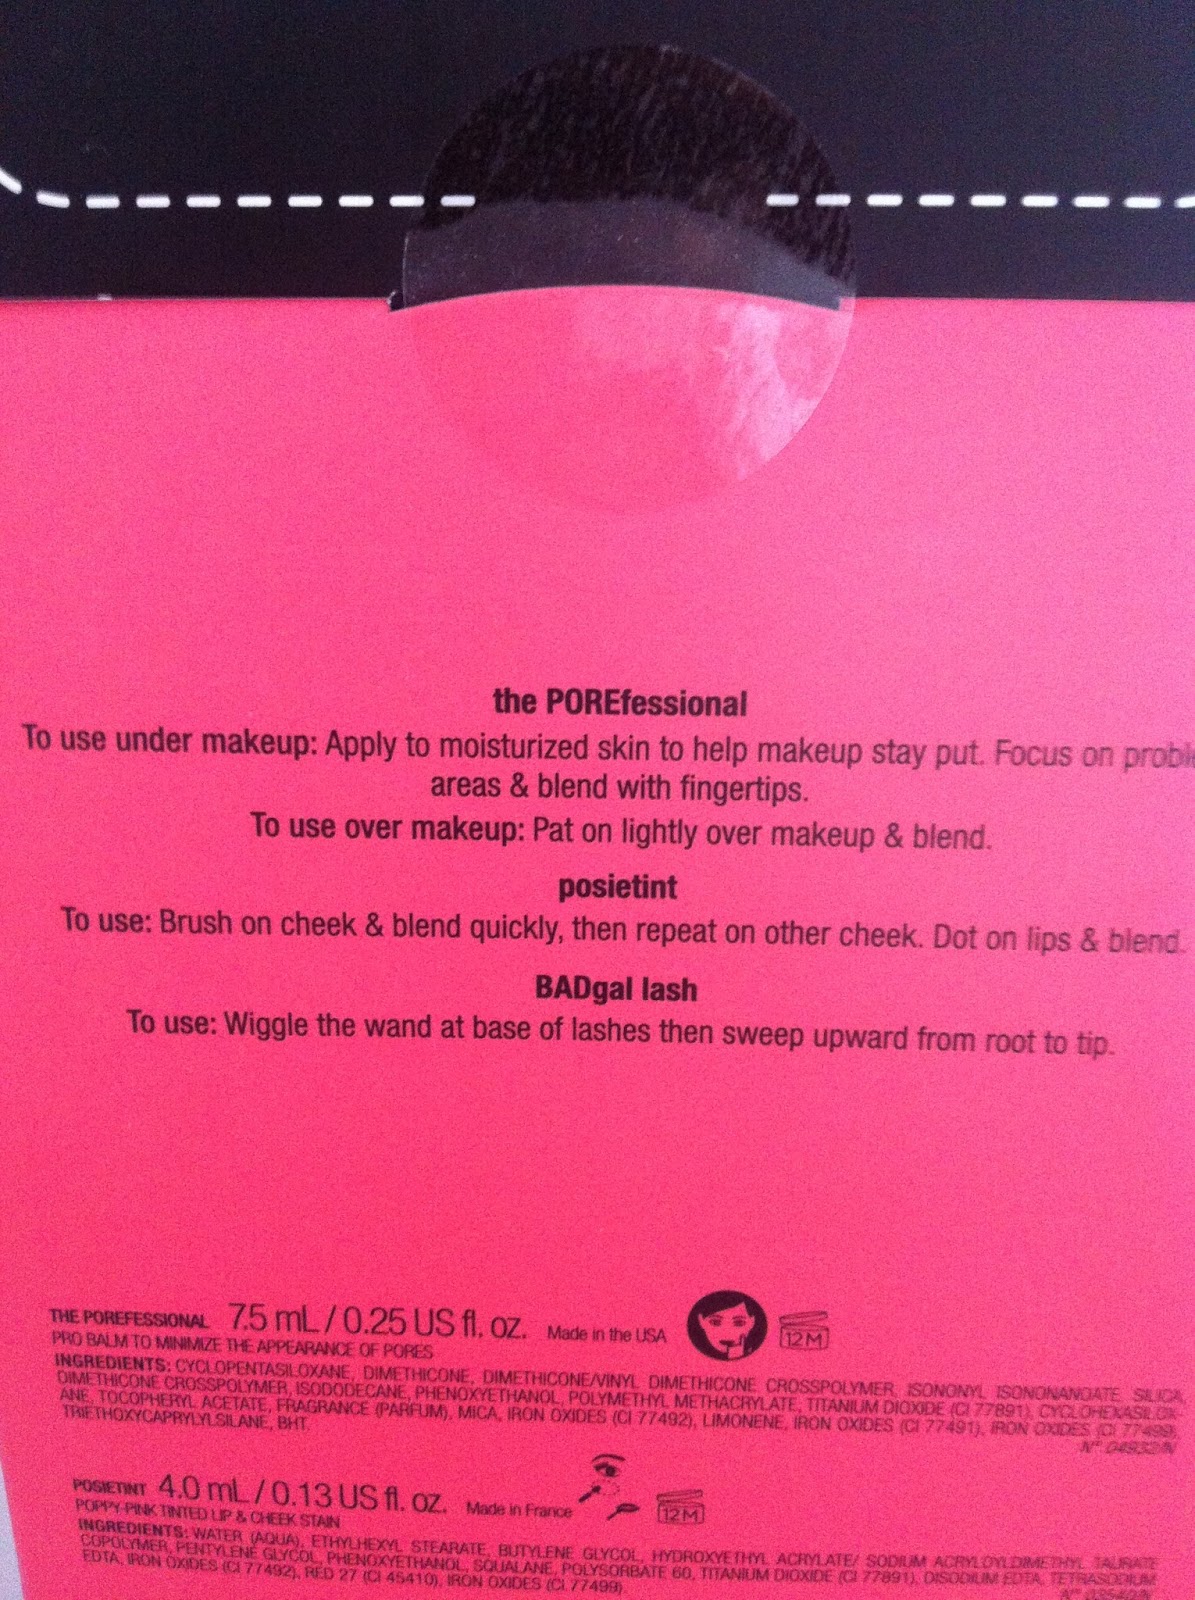 the POREfessional
To use under makeup: Apply to moisturized skin to help makeup stay put. Focus on
areas & blend with fingertips.
To use over makeup: Pat on lightly over makeup & blend.
posietint
To use: Brush on cheek & blend quickly, then repeat on other cheek. Dot on lips & blend.
BADgal lash
To use: Wiggle the wand at base of lashes then sweep upward from root to tip.
THE POREFESSIONAL 7.5 mL / 0.25 US fl. oz. Made in the USA 12M
PRO BALM TO MINIMIZE THE APPEARANCE OF PORES
INGREDIENTS: CYCLOPENTASILOXANE, DIMETHICONE, DIMETHICONE/VINYL DIMETHICONE CROSSPOLYMER, ISONONYL ISONONANOATE, SILICA,
DIMETHICONE CROSSPOLYMER, ISODODECANE, PHENOXYETHANOL, POLYMETHYL METHACRYLATE, TITANIUM DIOXIDE (CI 77891), CYCLOHEXASILOX-
ANE, TOCOPHERYL ACETATE, FRAGRANCE (PARFUM), MICA, IRON OXIDES (CI 77492), LIMONENE, IRON OXIDES (CI 77491), IRON OXIDES (CI 77499),
TRIETHOXYCAPRYLYLSILANE, BHT.
POSIETINT 4.0 mL / 0.13 US fl. oz. Made in France 12M
POPPY-PINK TINTED LIP & CHEEK STAIN
INGREDIENTS: WATER (AQUA), ETHYLHEXYL STEARATE, BUTYLENE GLYCOL, HYDROXYETHYL ACRYLATE/ SODIUM ACRYLOYLDIMETHYL TAURATE
COPOLYMER, PENTYLENE GLYCOL, PHENOXYETHANOL, SQUALANE, POLYSORBATE 60, TITANIUM DIOXIDE (CI 77891), DISODIUM EDTA, TETRASODIUM
EDTA, IRON OXIDES (CI 77492), RED 27 (CI 45410), IRON OXIDES (CI 77499).